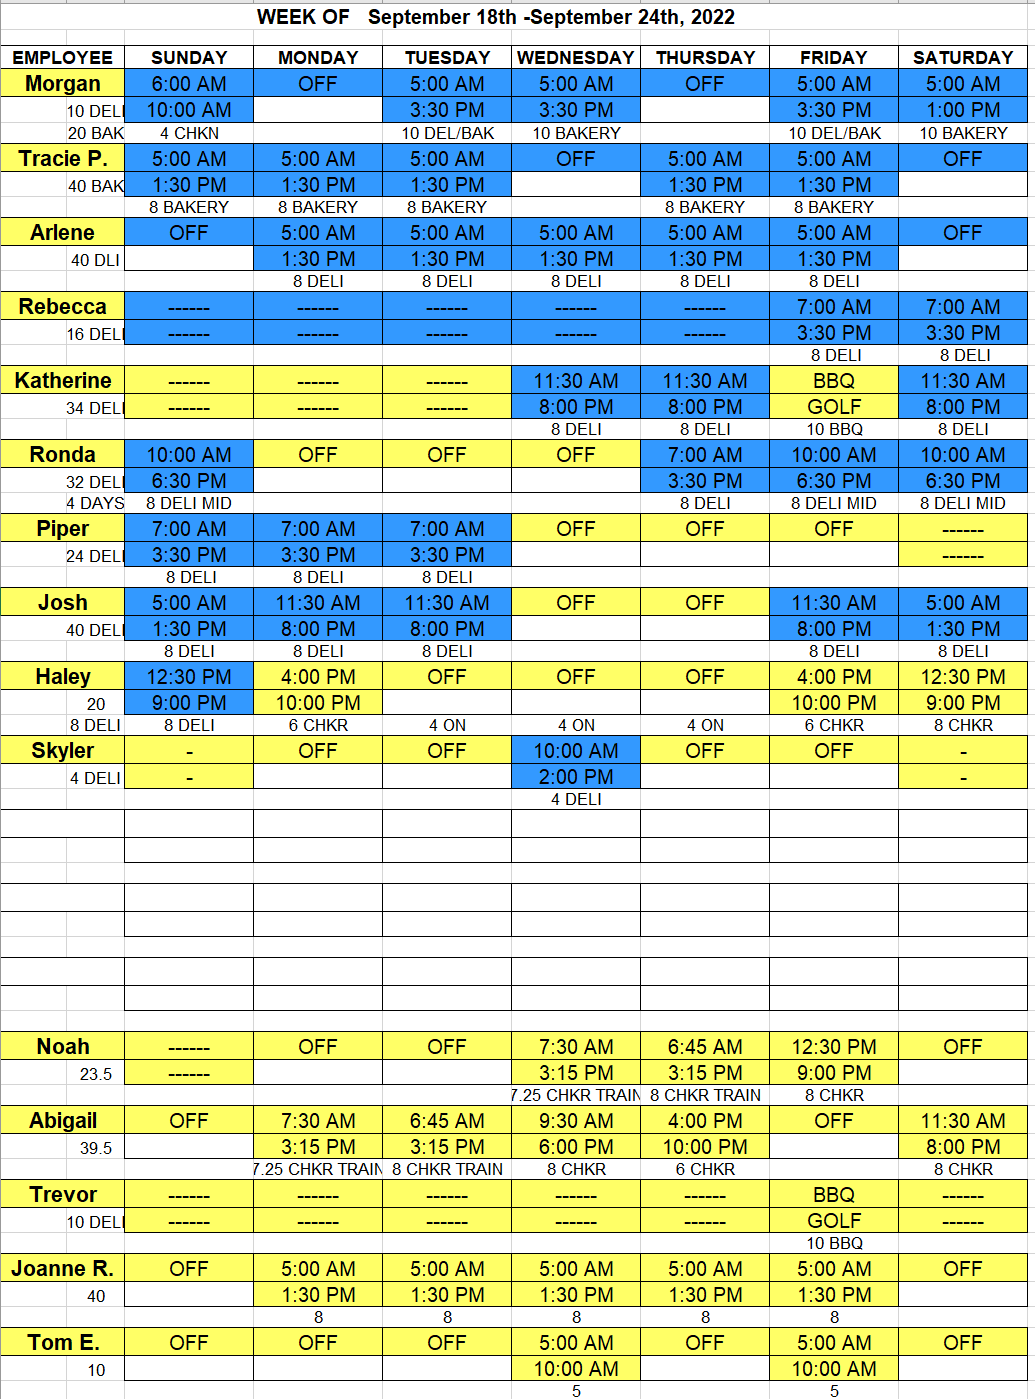 WEEK OF September 18th -September 24th, 2022
EMPLOYEE SUNDAY MONDAY TUESDAY WEDNESDAY THURSDAY FRIDAY SATURDAY
Morgan 6:00 AM OFF 5:00 AM 5:00 AM OFF 5:00 AM 5:00 AM
10 DELI 10:00 AM 3:30 PM 3:30 PM 3:30 PM 1:00 PM
20 BAK 4 CHKN 10 DEL/BAK 10 BAKERY 10 DEL/BAK 10 BAKERY
Tracie P. 5:00 AM 5:00 AM 5:00 AM OFF 5:00 AM 5:00 AM OFF
40 BAK 1:30 PM 1:30 PM 1:30 PM 1:30 PM 1:30 PM
8 BAKERY 8 BAKERY 8 BAKERY 8 BAKERY 8 BAKERY
Arlene OFF 5:00 AM 5:00 AM 5:00 AM 5:00 AM 5:00 AM OFF
40 DLI 1:30 PM 1:30 PM 1:30 PM 1:30 PM 1:30 PM
8 DELI 8 DELI 8 DELI 8 DELI 8 DELI
Rebecca ------ ------ ------ ------ ------ 7:00 AM 7:00 AM
16 DELI ------ ------ ------ ------ ------ 3:30 PM 3:30 PM
8 DELI 8 DELI
Katherine ------ ------ ------ 11:30 AM 11:30 AM BBQ 11:30 AM
34 DELI ------ ------ ------ 8:00 PM 8:00 PM GOLF 8:00 PM
8 DELI 8 DELI 10 BBQ 8 DELI
Ronda 10:00 AM OFF OFF OFF 7:00 AM 10:00 AM 10:00 AM
32 DELI 6:30 PM 3:30 PM 6:30 PM 6:30 PM
4 DAYS 8 DELI MID 8 DELI 8 DELI MID 8 DELI MID
Piper 7:00 AM 7:00 AM 7:00 AM OFF OFF OFF ------
24 DELI 3:30 PM 3:30 PM 3:30 PM ------
8 DELI 8 DELI 8 DELI
Josh 5:00 AM 11:30 AM 11:30 AM OFF OFF 11:30 AM 5:00 AM
40 DELI 1:30 PM 8:00 PM 8:00 PM 8:00 PM 1:30 PM
8 DELI 8 DELI 8 DELI 8 DELI 8 DELI
Haley 12:30 PM 4:00 PM OFF OFF OFF 4:00 PM 12:30 PM
20 9:00 PM 10:00 PM 10:00 PM 9:00 PM
8 DELI 8 DELI 6 CHKR 4 ON 4 ON 4 ON 6 CHKR 8 CHKR
Skyler - OFF OFF 10:00 AM OFF OFF -
4 DELI - 2:00 PM -
4 DELI
Noah ------ OFF OFF 7:30 AM 6:45 AM 12:30 PM OFF
23.5 ------ 3:15 PM 3:15 PM 9:00 PM
7.25 CHKR TRAIN 8 CHKR TRAIN 8 CHKR
Abigail OFF 7:30 AM 6:45 AM 9:30 AM 4:00 PM OFF 11:30 AM
39.5 3:15 PM 3:15 PM 6:00 PM 10:00 PM 8:00 PM
7.25 CHKR TRAIN 8 CHKR TRAIN 8 CHKR 6 CHKR 8 CHKR
Trevor ------ ------ ------ ------ ------ BBQ ------
10 DELI ------ ------ ------ ------ ------ GOLF ------
10 BBQ
Joanne R. OFF 5:00 AM 5:00 AM 5:00 AM 5:00 AM 5:00 AM OFF
40 1:30 PM 1:30 PM 1:30 PM 1:30 PM 1:30 PM
8 8 8 8 8
Tom E. OFF OFF OFF 5:00 AM OFF 5:00 AM OFF
10 10:00 AM 10:00 AM
5 5